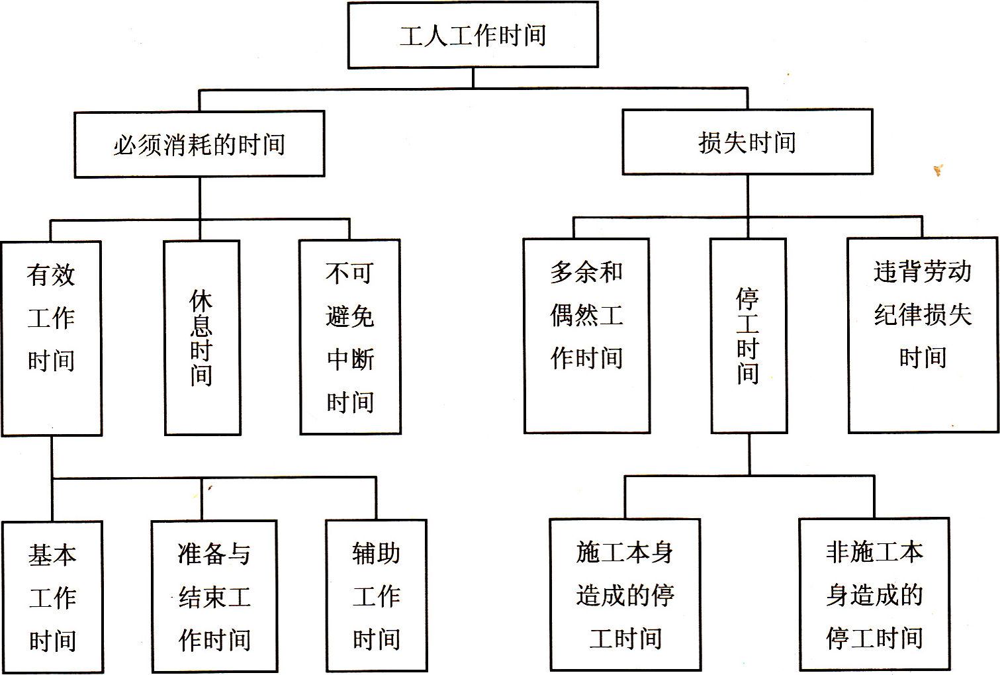 工人工作时间
必须消耗的时间
损失时间
有效
工作
时间
休息时间
不可
避免
中断
时间
多余和
偶然工
作时间
停工时间
违背劳动
纪律损失
时间
基本
工作
时间
准备与
结束工
作时间
辅助
工作
时间
施工本身
造成的停
工时间
非施工本
身造成的
停工时间